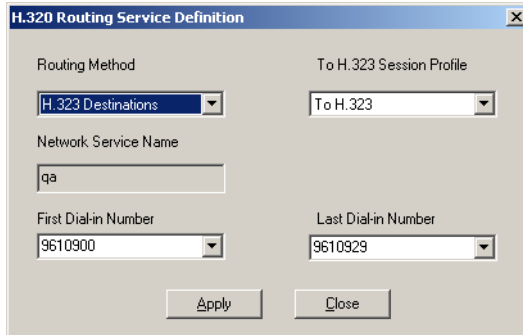 H.320 Routing Service Definition
Routing Method
To H.323 Session Profile
H.323 Destinations
To H.323
Network Service Name
qa
First Dial-in Number
Last Dial-in Number
9610900
9610929
Apply
Close